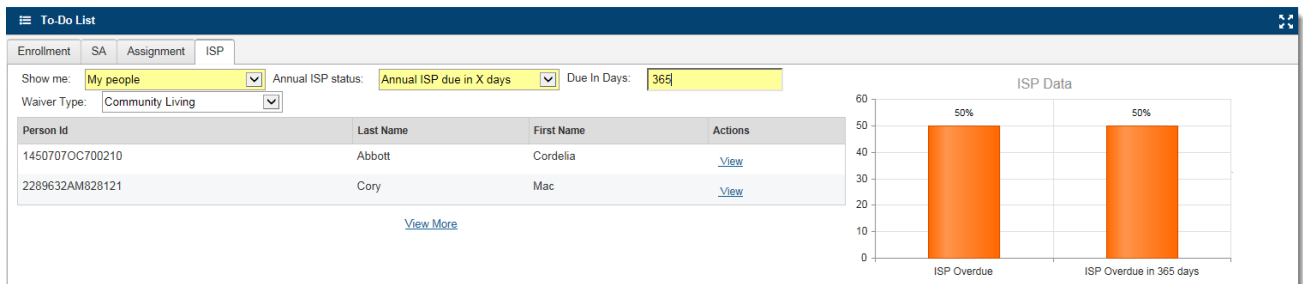 To-Do List
Enrollment SA Assignment ISP
Show me: My people Annual ISP status: Annual ISP due in X days Due In Days: 365
Waiver Type: Community Living
Person Id Last Name First Name Actions
1450707OC700210 Abbott Cordelia View
2289632AM828121 Cory Mac View
View More
ISP Data
60
50
40
30
20
10
0
50% 50%
ISP Overdue ISP Overdue in 365 days